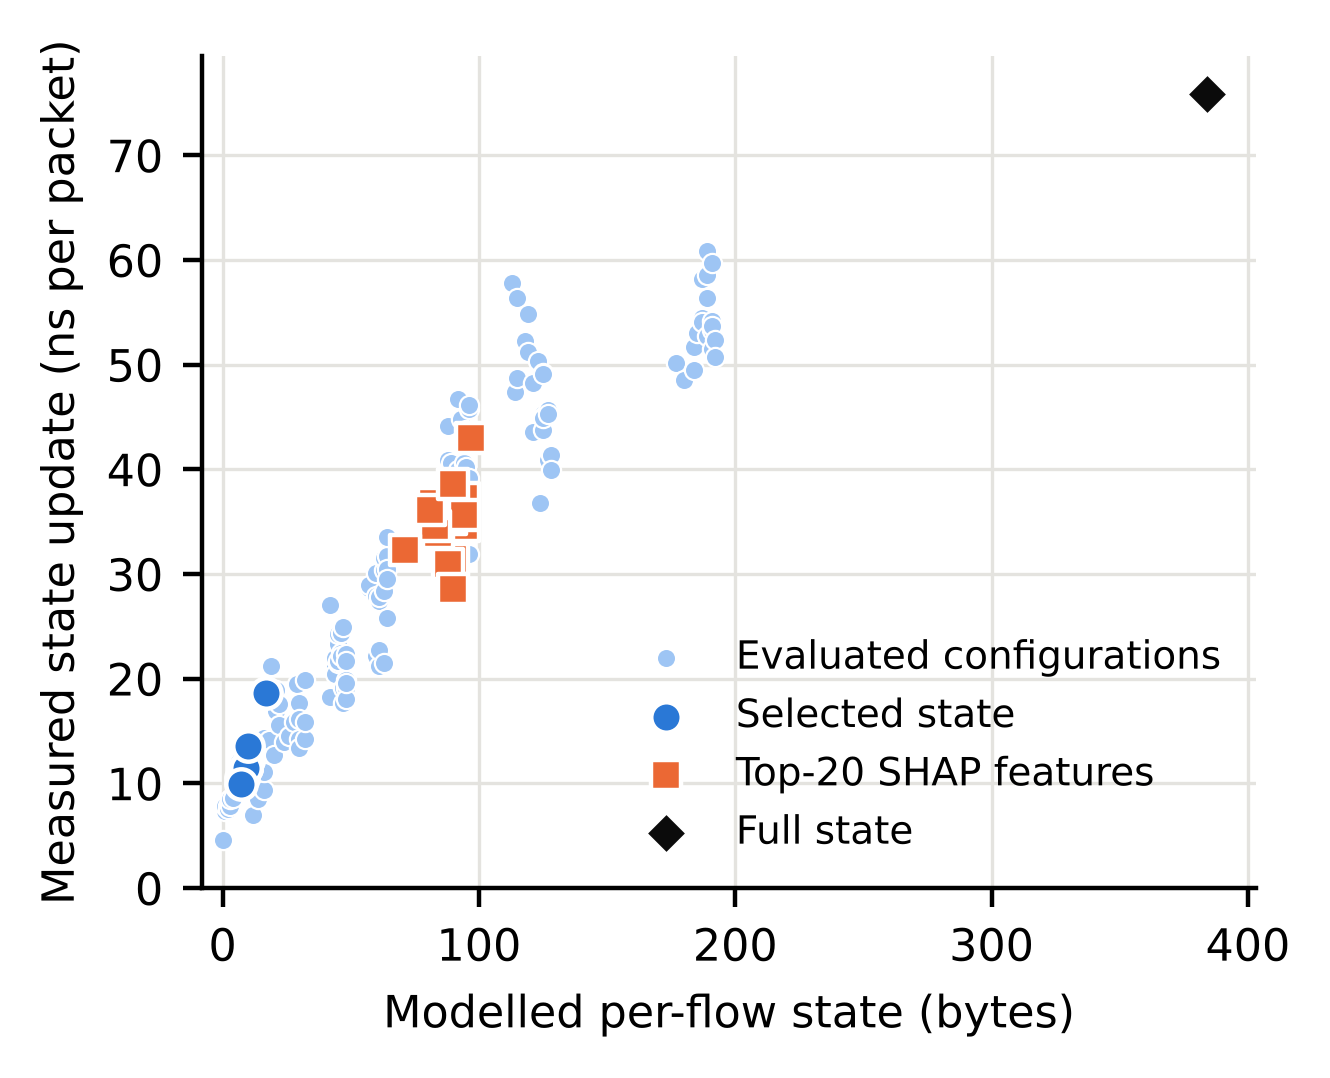 Measured state update (ns per packet)
70
60
50
40
30
20
10
0
Evaluated configurations
Selected state
Top-20 SHAP features
Full state
0 100 200 300 400
Modelled per-flow state (bytes)